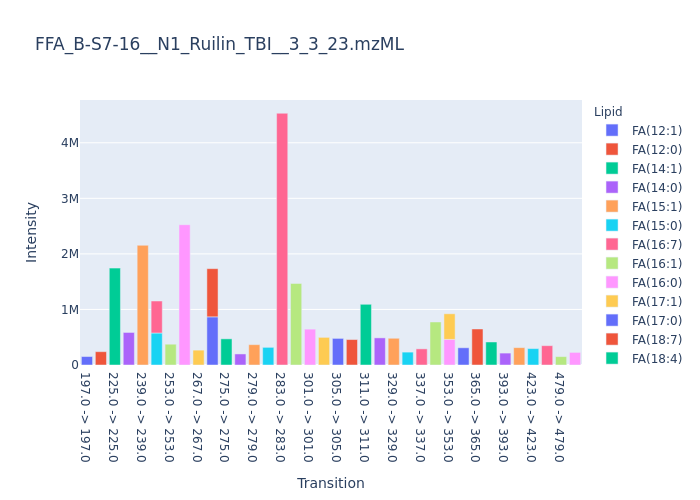 FFA_B-S7-16__N1_Ruilin_TBI__3_3_23.mzML
Intensity
4M
3M
2M
1M
0
197.0 -> 197.0
225.0 -> 225.0
239.0 -> 239.0
253.0 -> 253.0
267.0 -> 267.0
275.0 -> 275.0
279.0 -> 279.0
283.0 -> 283.0
301.0 -> 301.0
305.0 -> 305.0
311.0 -> 311.0
329.0 -> 329.0
337.0 -> 337.0
353.0 -> 353.0
365.0 -> 365.0
393.0 -> 393.0
423.0 -> 423.0
479.0 -> 479.0
Transition
Lipid
FA(12:1)
FA(12:0)
FA(14:1)
FA(14:0)
FA(15:1)
FA(15:0)
FA(16:7)
FA(16:1)
FA(16:0)
FA(17:1)
FA(17:0)
FA(18:7)
FA(18:4)